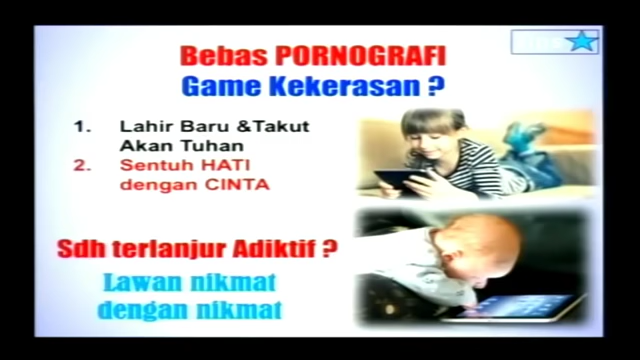 Bebas PORNOGRAFI
Game Kekerasan ?
1. Lahir Baru &Takut
Akan Tuhan
2. Sentuh HATI
dengan CINTA
Sdh terlanjur Adiktif ?
Lawan nikmat
dengan nikmat